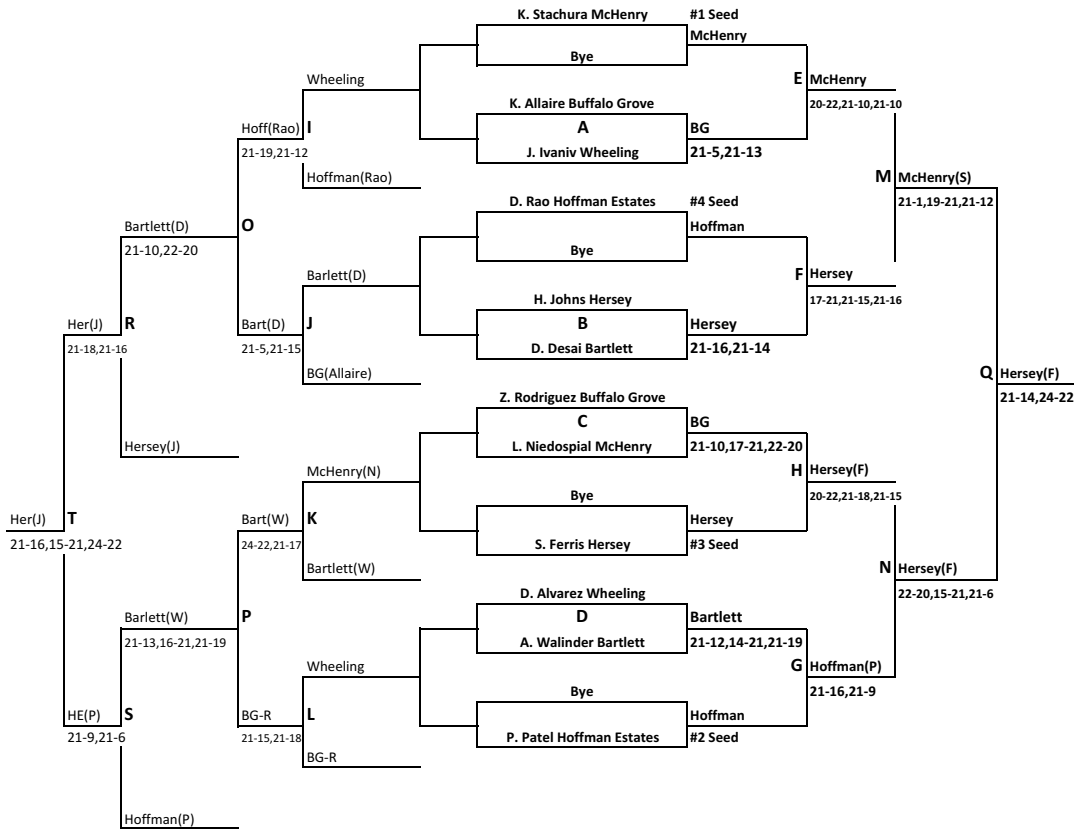 K. Stachura McHenry #1 Seed
McHenry
Bye
Wheeling
E McHenry
20-22,21-10,21-10
K. Allaire Buffalo Grove
Hoff(Rao) I
A BG
21-19,21-12
J. Ivaniv Wheeling 21-5,21-13
Hoffman(Rao)
M McHenry(S)
21-1,19-21,21-12
D. Rao Hoffman Estates #4 Seed
Bartlett(D) O
Hoffman
21-10,22-20
Bye
Barlett(D)
F Hersey
17-21,21-15,21-16
H. Johns Hersey
Her(J) R
Bart(D) J
B Hersey
21-18,21-16
21-5,21-15
D. Desai Bartlett 21-16,21-14
BG(Allaire)
Q Hersey(F)
21-14,24-22
Z. Rodriguez Buffalo Grove
C BG
Hersey(J)
L. Niedospial McHenry 21-10,17-21,22-20
McHenry(N)
H Hersey(F)
20-22,21-18,21-15
Bye
Her(J) T
Bart(W) K
Hersey
21-16,15-21,24-22
24-22,21-17
S. Ferris Hersey #3 Seed
Bartlett(W)
N Hersey(F)
22-20,15-21,21-6
D. Alvarez Wheeling
Barlett(W) P
D Bartlett
21-13,16-21,21-19
A. Walinder Bartlett 21-12,14-21,21-19
Wheeling
G Hoffman(P)
21-16,21-9
Bye
HE(P) S
BG-R L
Hoffman
21-9,21-6
21-15,21-18
P. Patel Hoffman Estates #2 Seed
BG-R
Hoffman(P)